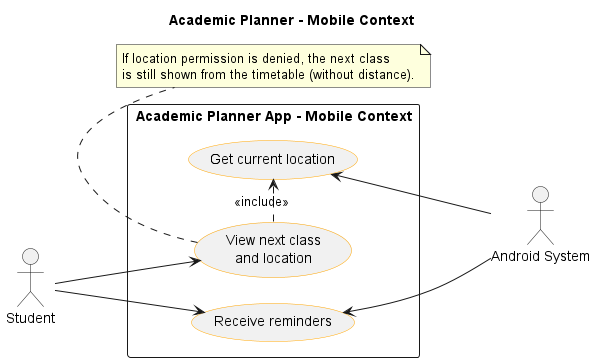 Academic Planner - Mobile Context
If location permission is denied, the next class
is still shown from the timetable (without distance).
Academic Planner App - Mobile Context
Get current location
«include»
View next class
and location
Android System
Student
Receive reminders